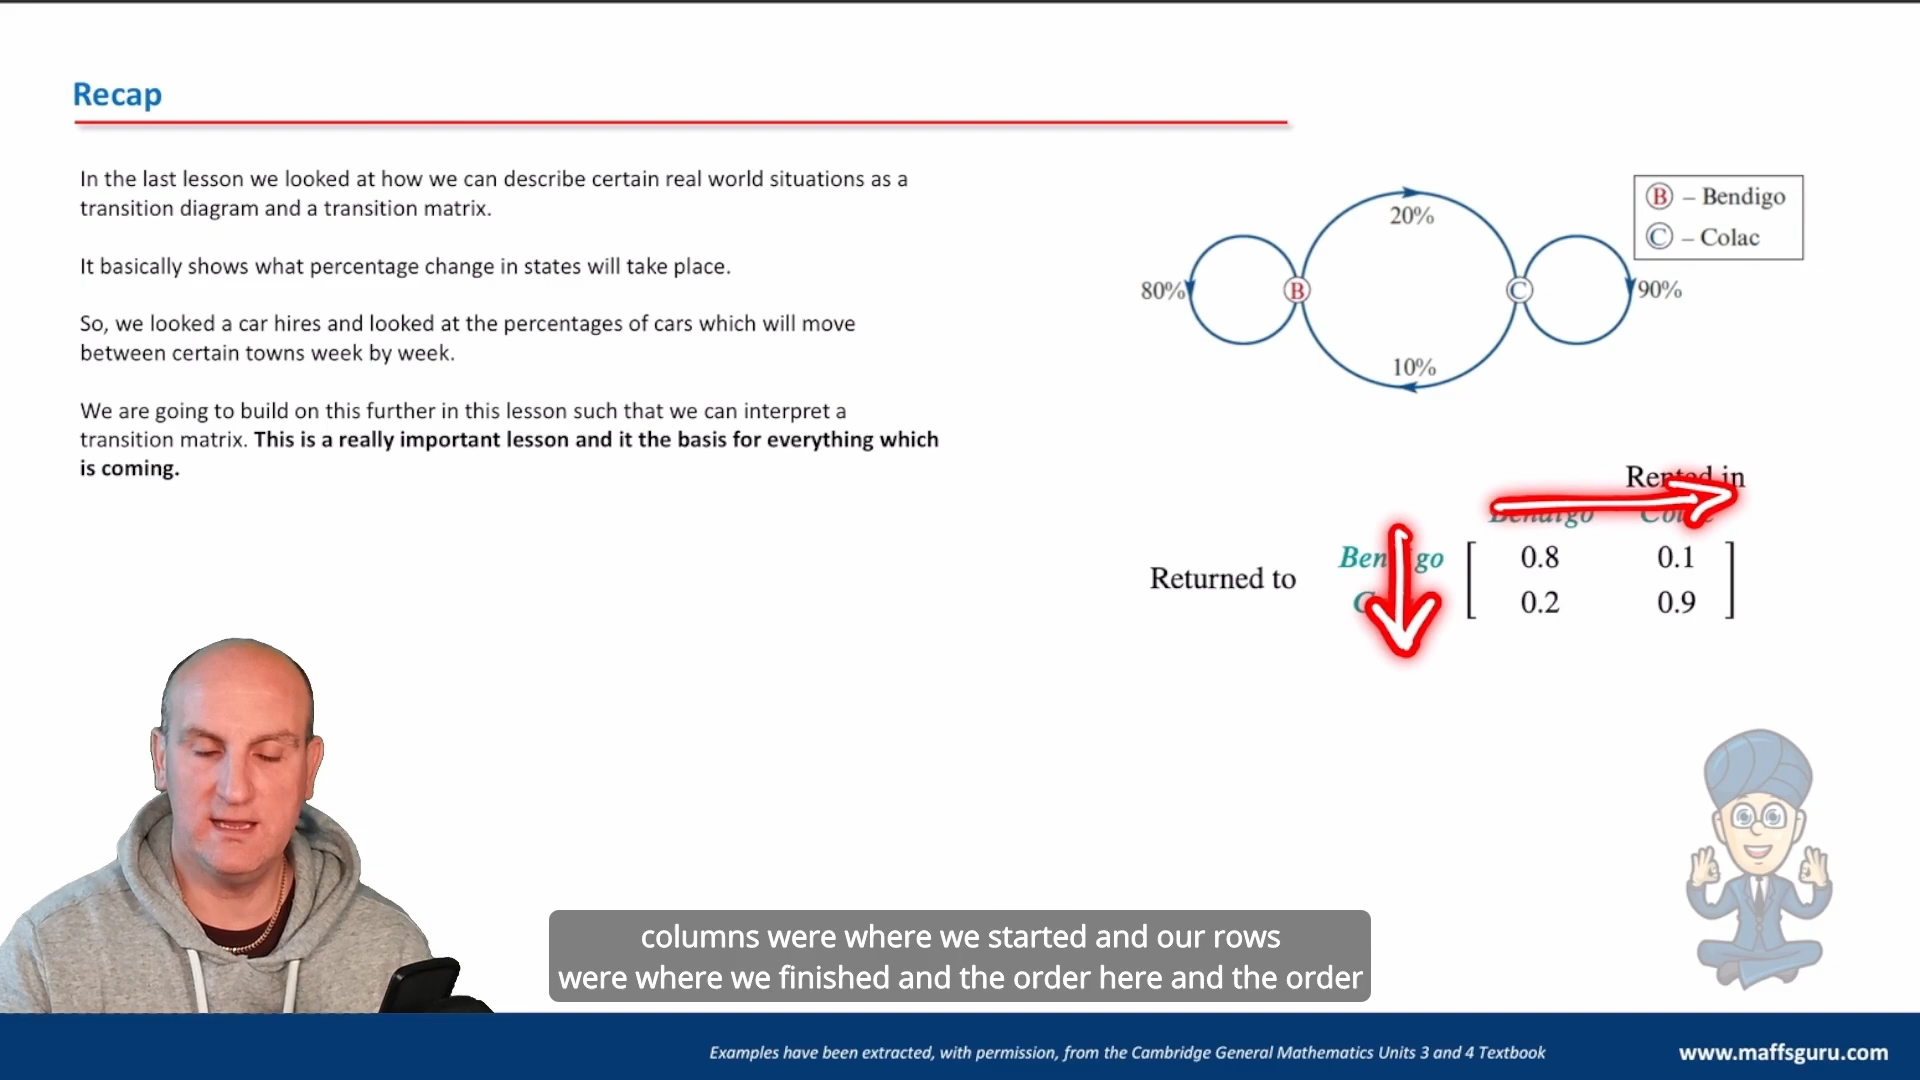 Recap
In the last lesson we looked at how we can describe certain real world situations as a
transition diagram and a transition matrix.
It basically shows what percentage change in states will take place.
So, we looked a car hires and looked at the percentages of cars which will move
between certain towns week by week.
We are going to build on this further in this lesson such that we can interpret a
transition matrix. This is a really important lesson and it the basis for everything which
is coming.
B – Bendigo
C – Colac
20%
80%
B
C
90%
10%
Rented in
Bendigo
Returned to
0.8 0.1
0.2 0.9
columns were where we started and our rows
were where we finished and the order here and the order
Examples have been extracted, with permission, from the Cambridge General Mathematics Units 3 and 4 Textbook
www.maffsguru.com